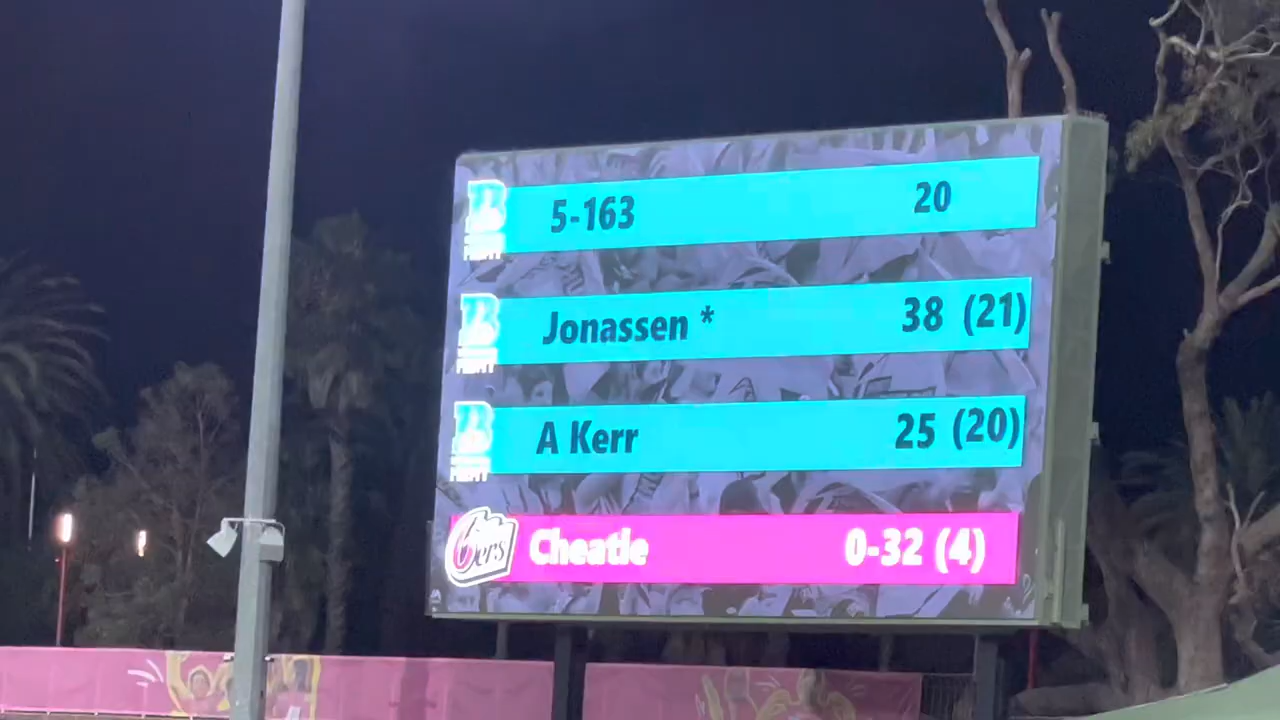 5-163 20
Jonassen * 38 (21)
A Kerr 25 (20)
6ers Cheatle 0-32 (4)